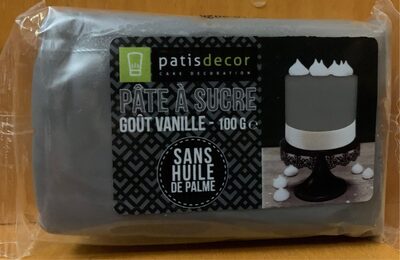 patisdecor
CAKE DECORATION
PÂTE À SUCRE
GOÛT VANILLE - 100 G e
SANS
HUILE
DE PALME